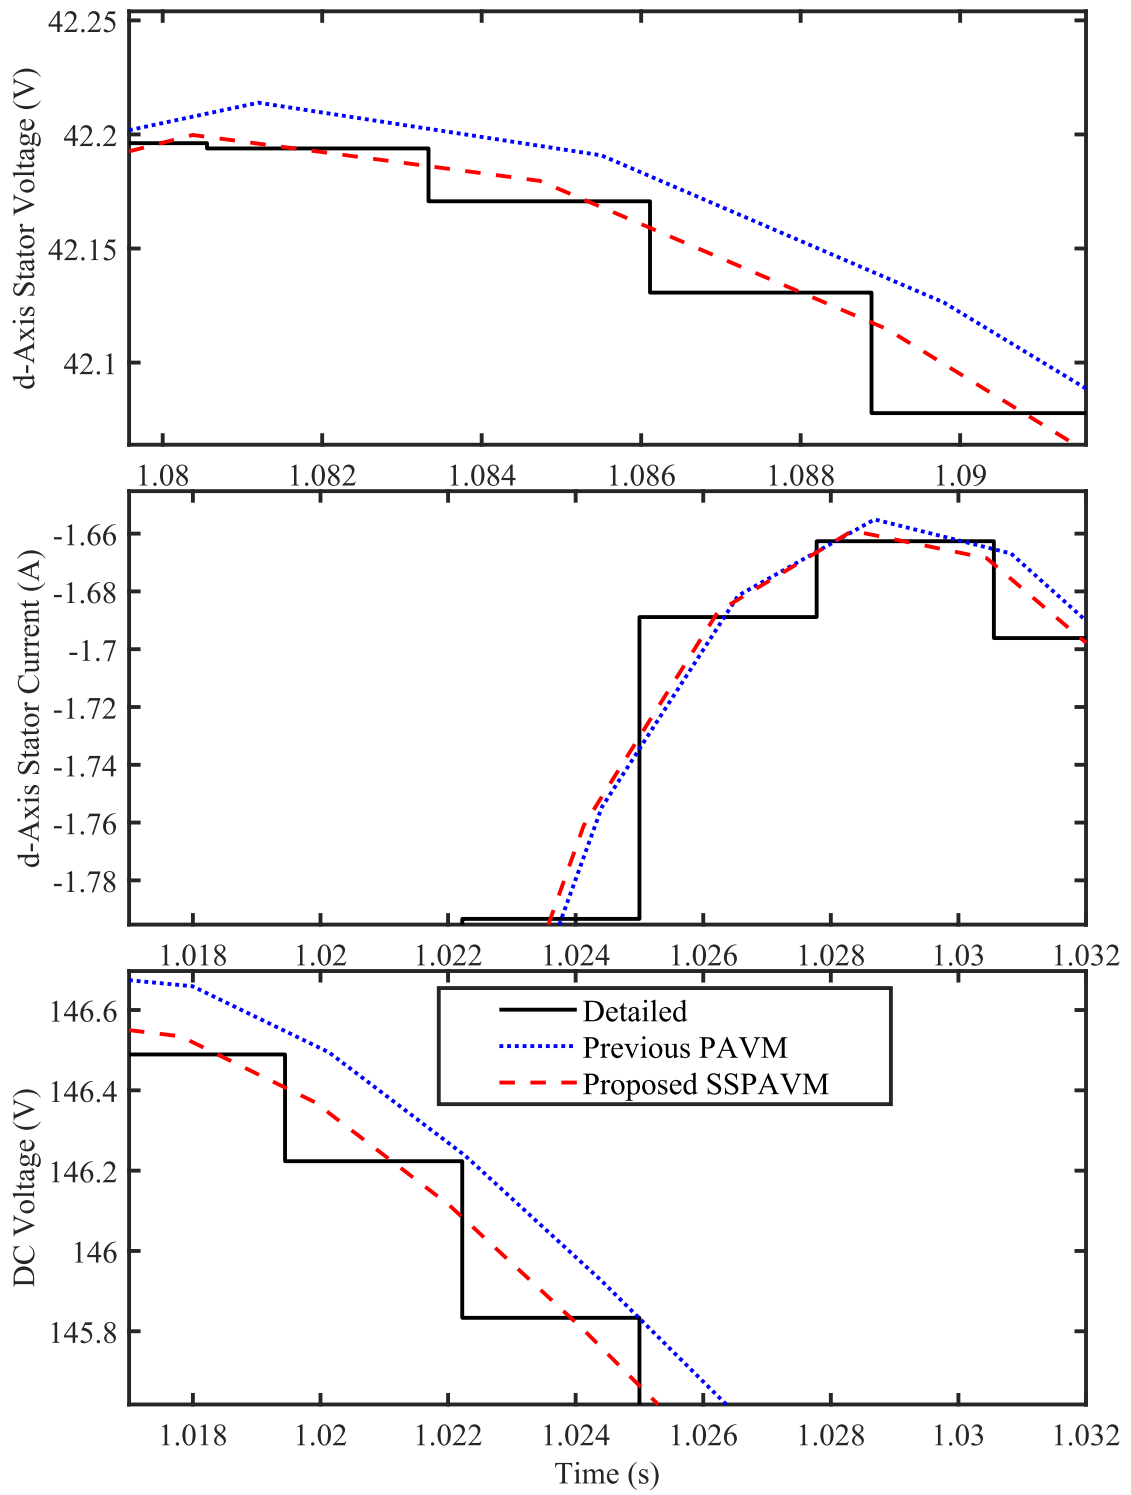 d-Axis Stator Voltage (V)
42.25
42.2
42.15
42.1
1.08 1.082 1.084 1.086 1.088 1.09
d-Axis Stator Current (A)
-1.66
-1.68
-1.7
-1.72
-1.74
-1.76
-1.78
1.018 1.02 1.022 1.024 1.026 1.028 1.03 1.032
DC Voltage (V)
146.6
146.4
146.2
146
145.8
Detailed
Previous PAVM
Proposed SSPAVM
1.018 1.02 1.022 1.024 1.026 1.028 1.03 1.032
Time (s)